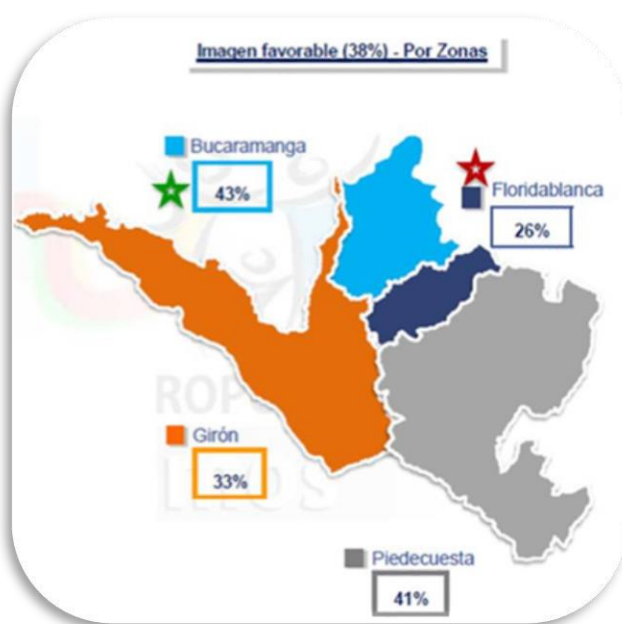 Imagen favorable (38%) - Por Zonas
Bucaramanga
43%
Floridablanca
26%
Girón
33%
Piedecuesta
41%